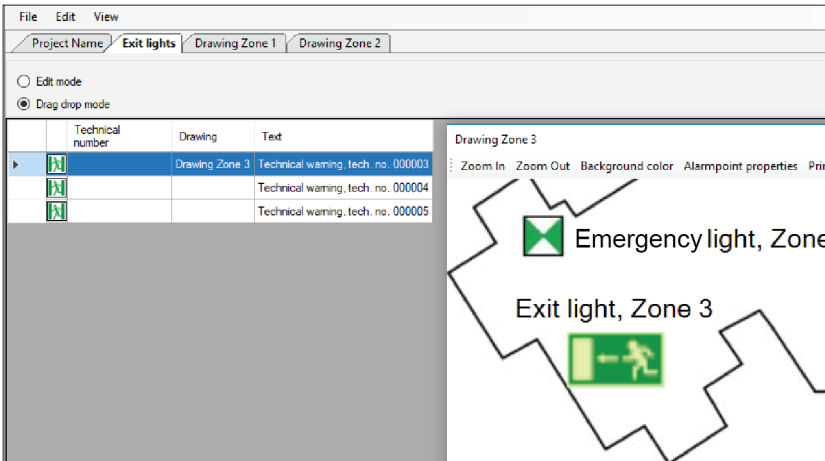 File Edit View
Project Name Exit lights Drawing Zone 1 Drawing Zone 2
Edit mode
Drag drop mode
Technical number Drawing Text
Drawing Zone 3 Technical warning, tech. no. 000003
Technical warning, tech. no. 000004
Technical warning, tech. no. 000005
Drawing Zone 3
Zoom In Zoom Out Background color Alarmpoint properties
Emergency light, Zone
Exit light, Zone 3